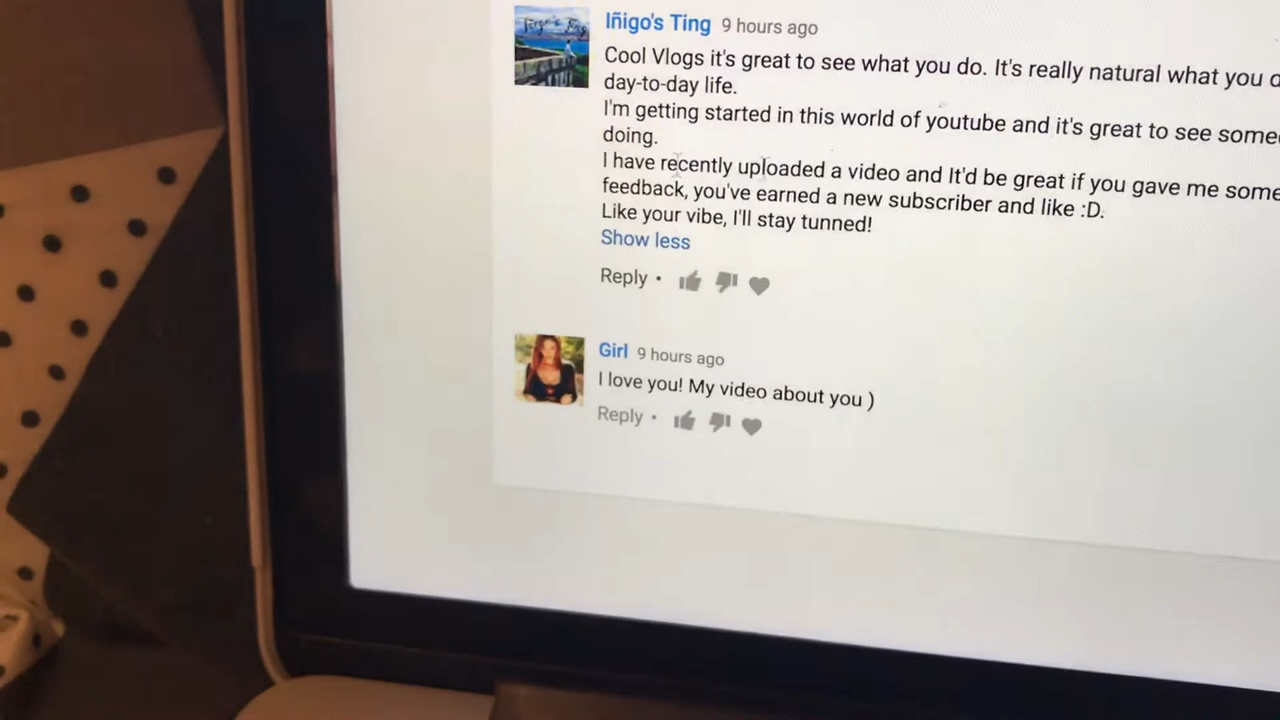 Iñigo's Ting 9 hours ago
Cool Vlogs it's great to see what you do. It's really natural what you
day-to-day life.
I'm getting started in this world of youtube and it's great to see
doing.
I have recently uploaded a video and It'd be great if you gave me some
feedback, you've earned a new subscriber and like :D.
Like your vibe, I'll stay tunned!
Show less
Reply •
Girl 9 hours ago
I love you! My video about you )
Reply •